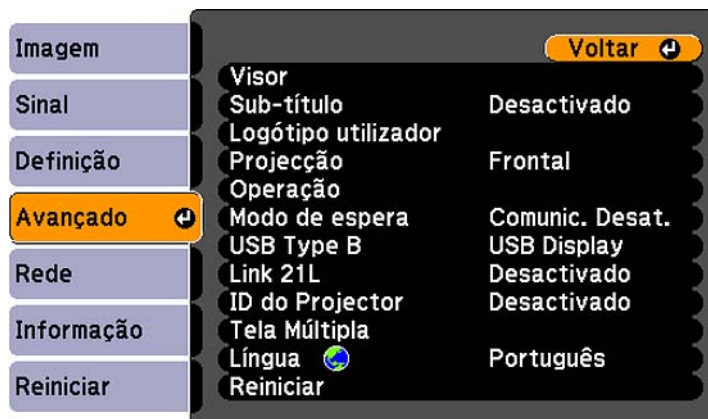 Imagem
Sinal
Definição
Avançado
Rede
Informação
Reiniciar
Voltar
Visor
Sub-título Desactivado
Logótipo utilizador
Projecção Frontal
Operação
Modo de espera Comunic. Desat.
USB Type B USB Display
Link 21L Desactivado
ID do Projector Desactivado
Tela Múltipla
Língua Português
Reiniciar